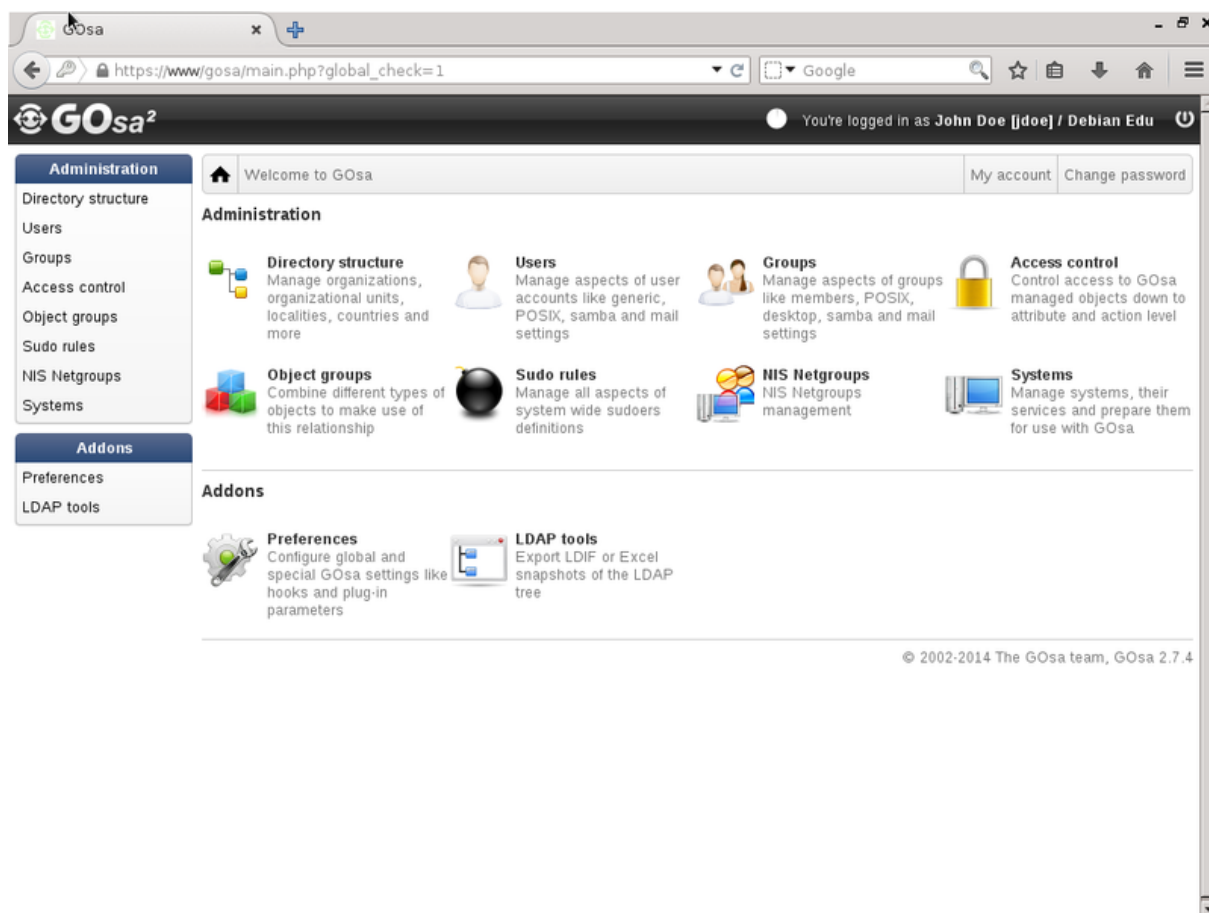 GOsa
https://www/gosa/main.php?global_check=1
Google
GOsa²
You're logged in as John Doe [jdoe] / Debian Edu
Administration
Directory structure
Users
Groups
Access control
Object groups
Sudo rules
NIS Netgroups
Systems
Addons
Preferences
LDAP tools
Welcome to GOsa
My account
Change password
Administration
Directory structure
Manage organizations,
organizational units,
localities, countries and
more
Users
Manage aspects of user
accounts like generic,
POSIX, samba and mail
settings
Groups
Manage aspects of groups
like members, POSIX,
desktop, samba and mail
settings
Access control
Control access to GOsa
managed objects down to
attribute and action level
Object groups
Combine different types of
objects to make use of
this relationship
Sudo rules
Manage all aspects of
system wide sudoers
definitions
NIS Netgroups
NIS Netgroups
management
Systems
Manage systems, their
services and prepare them
for use with GOsa
Addons
Preferences
Configure global and
special GOsa settings like
hooks and plug-in
parameters
LDAP tools
Export LDIF or Excel
snapshots of the LDAP
tree
© 2002-2014 The GOsa team, GOsa 2.7.4